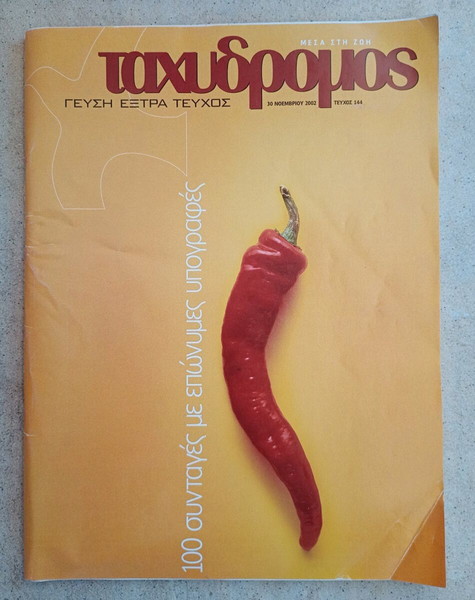 ΜΕΣΑ ΣΤΗ ΖΩΗ
ταχυδρομος
ΓΕΥΣΗ ΕΞΤΡΑ ΤΕΥΧΟΣ
30 ΝΟΕΜΒΡΙΟΥ 2002 ΤΕΥΧΟΣ 144
100 συνταγές με επώνυμες υπογραφές